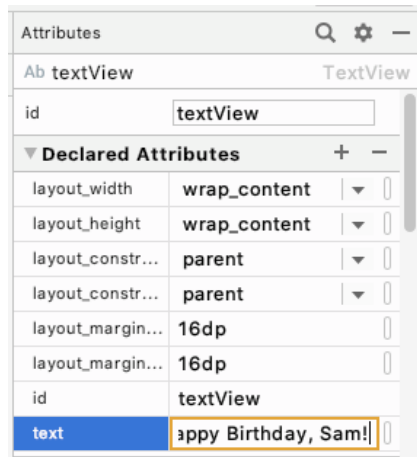 Attributes
Ab textView TextView
id textView
Declared Attributes
layout_width wrap_content
layout_height wrap_content
layout_constr... parent
layout_constr... parent
layout_margin... 16dp
layout_margin... 16dp
id textView
text appy Birthday, Sam!